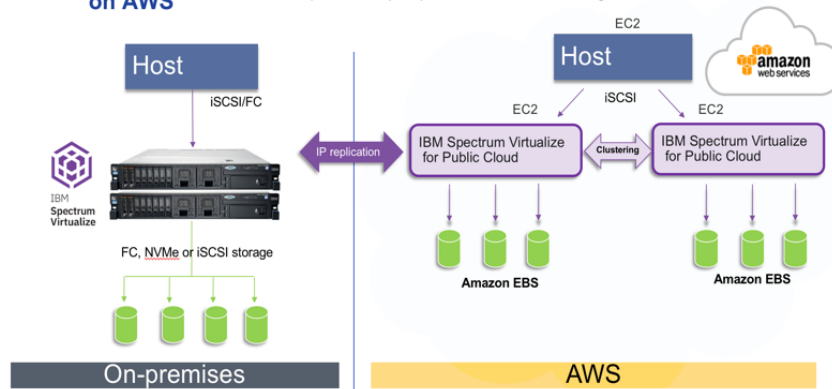 on AWS
EC2
Host
Host
amazon
web services
iSCSI/FC
iSCSI
EC2
EC2
IBM Spectrum Virtualize
for Public Cloud
IBM Spectrum Virtualize
for Public Cloud
IP replication
Clustering
IBM
Spectrum
Virtualize
FC, NVMe or iSCSI storage
Amazon EBS
Amazon EBS
On-premises
AWS